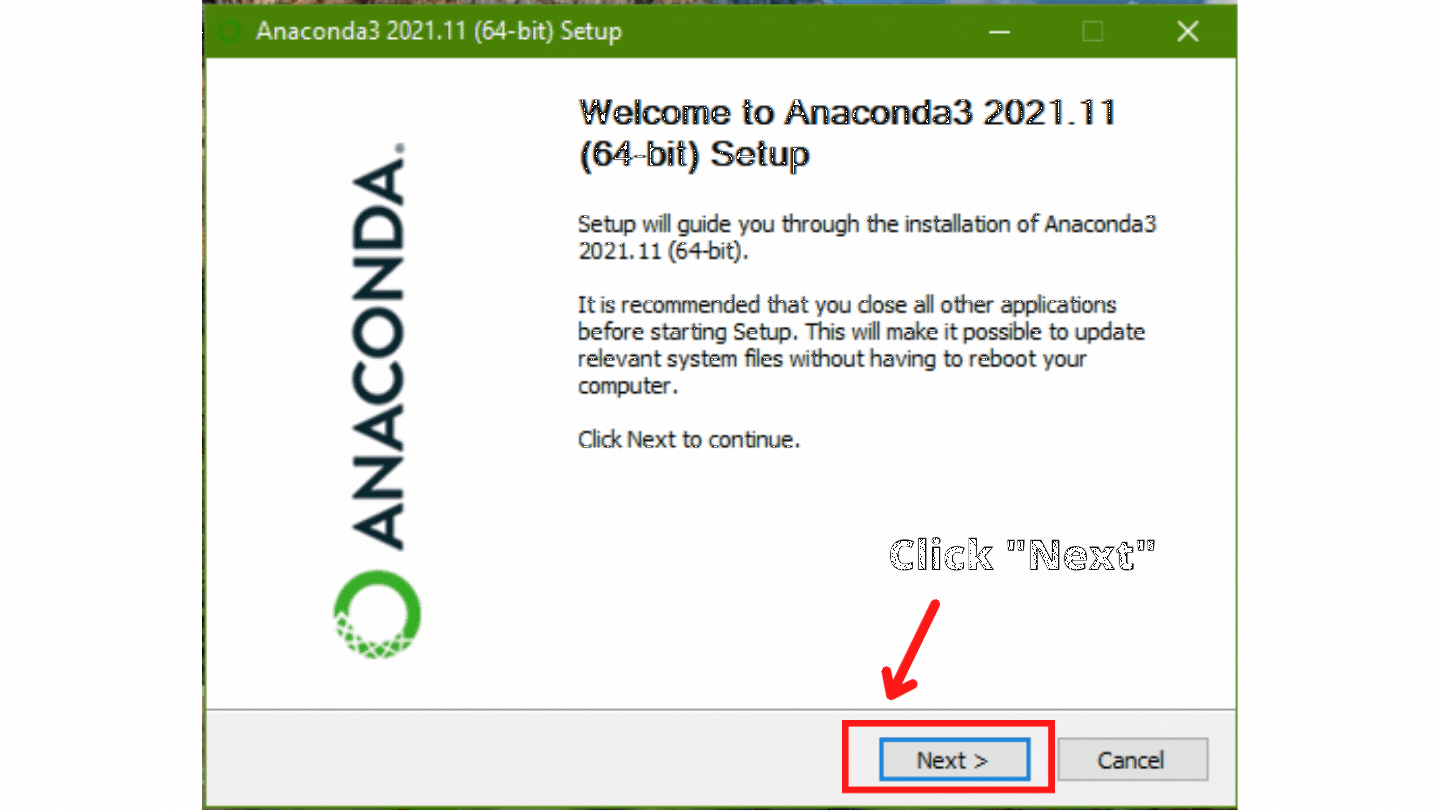 Anaconda3 2021.11 (64-bit) Setup
Welcome to Anaconda3 2021.11
(64-bit) Setup
ANACONDA.
Setup will guide you through the installation of Anaconda3
2021.11 (64-bit).
It is recommended that you close all other applications
before starting Setup. This will make it possible to update
relevant system files without having to reboot your
computer.
Click Next to continue.
Click "Next"
Next >
Cancel